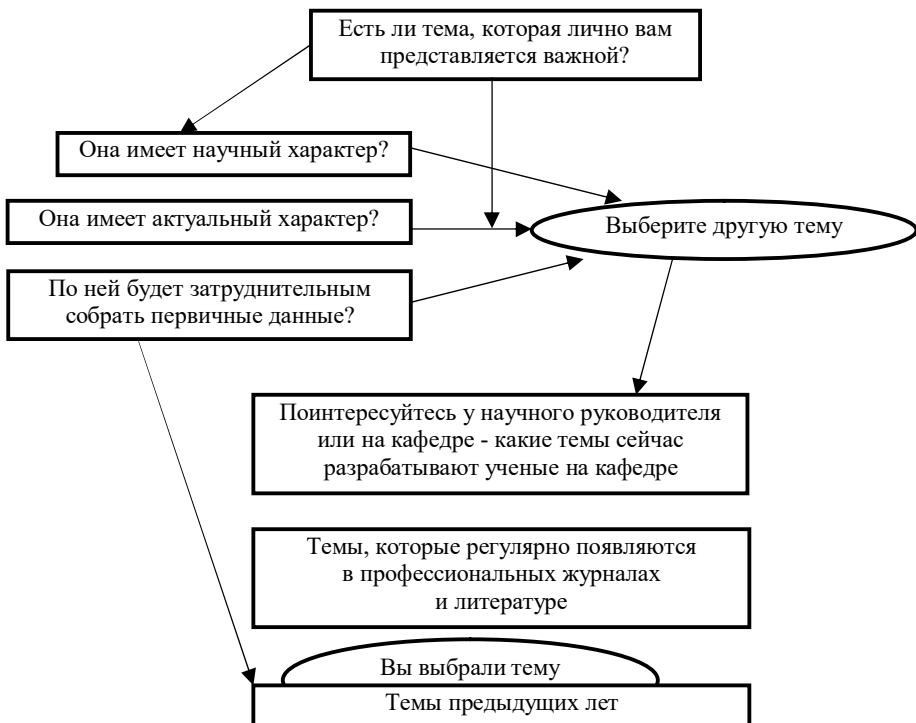 Есть ли тема, которая лично вам
представляется важной?
Она имеет научный характер?
Она имеет актуальный характер?
Выберите другую тему
По ней будет затруднительным
собрать первичные данные?
Поинтересуйтесь у научного руководителя
или на кафедре - какие темы сейчас
разрабатывают ученые на кафедре
Темы, которые регулярно появляются
в профессиональных журналах
и литературе
Вы выбрали тему
Темы предыдущих лет